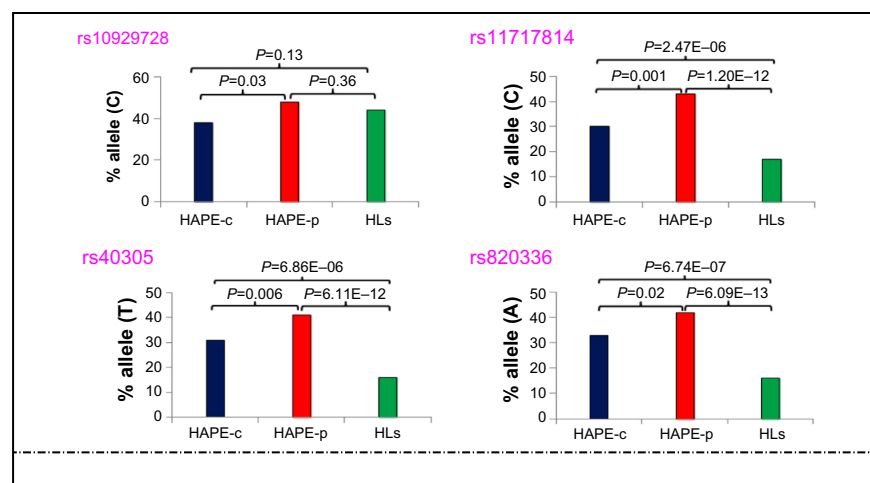 rs10929728
P=0.13
P=0.03
P=0.36
% allele (C)
60
40
20
0
HAPE-c
HAPE-p
HLs
rs11717814
P=2.47E–06
P=0.001
P=1.20E–12
% allele (C)
50
40
30
20
10
0
HAPE-c
HAPE-p
HLs
rs40305
P=6.86E–06
P=0.006
P=6.11E–12
% allele (T)
50
40
30
20
10
0
HAPE-c
HAPE-p
HLs
rs820336
P=6.74E–07
P=0.02
P=6.09E–13
% allele (A)
50
40
30
20
10
0
HAPE-c
HAPE-p
HLs